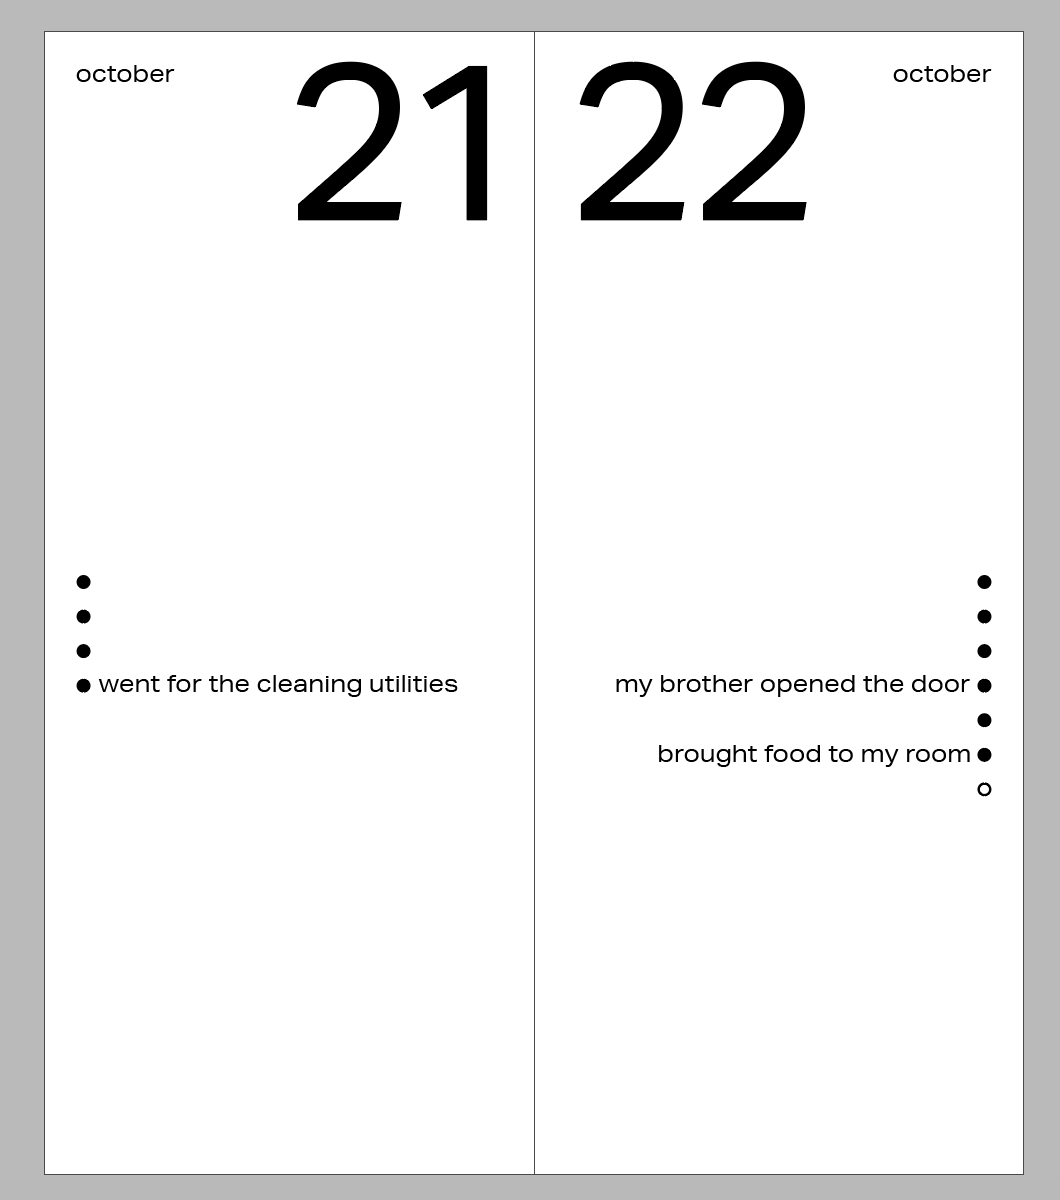 october
21
went for the cleaning utilities
22
october
my brother opened the door
brought food to my room